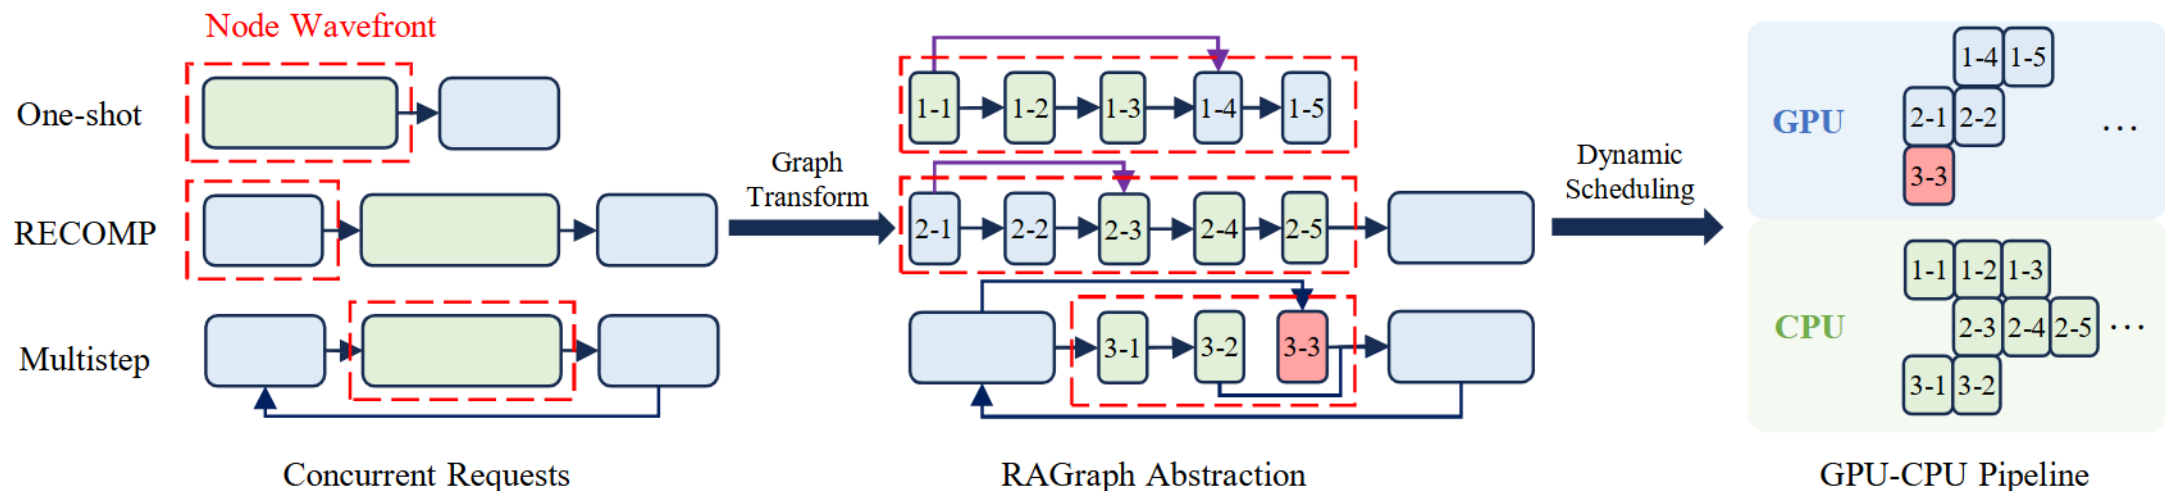 Node Wavefront
One-shot
RECOMP
Multistep
Concurrent Requests
Graph
Transform
1-1 1-2 1-3 1-4 1-5
2-1 2-2 2-3 2-4 2-5
3-1 3-2 3-3
RAGraph Abstraction
Dynamic
Scheduling
GPU
1-4 1-5
2-1 2-2 ...
3-3
CPU
1-1 1-2 1-3
2-3 2-4 2-5 ...
3-1 3-2
GPU-CPU Pipeline